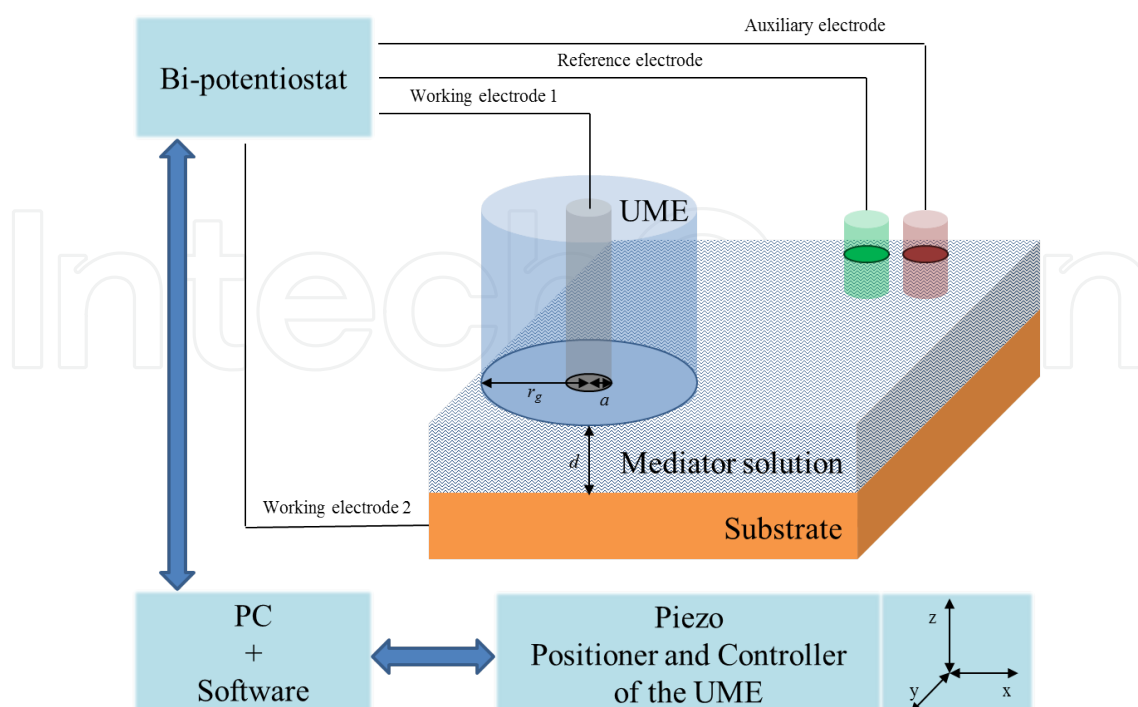 Auxiliary electrode
Bi-potentiostat
Reference electrode
Working electrode 1
UME
r_g
a
d
Mediator solution
Working electrode 2
Substrate
PC
+
Software
Piezo
Positioner and Controller
of the UME
z
y
x